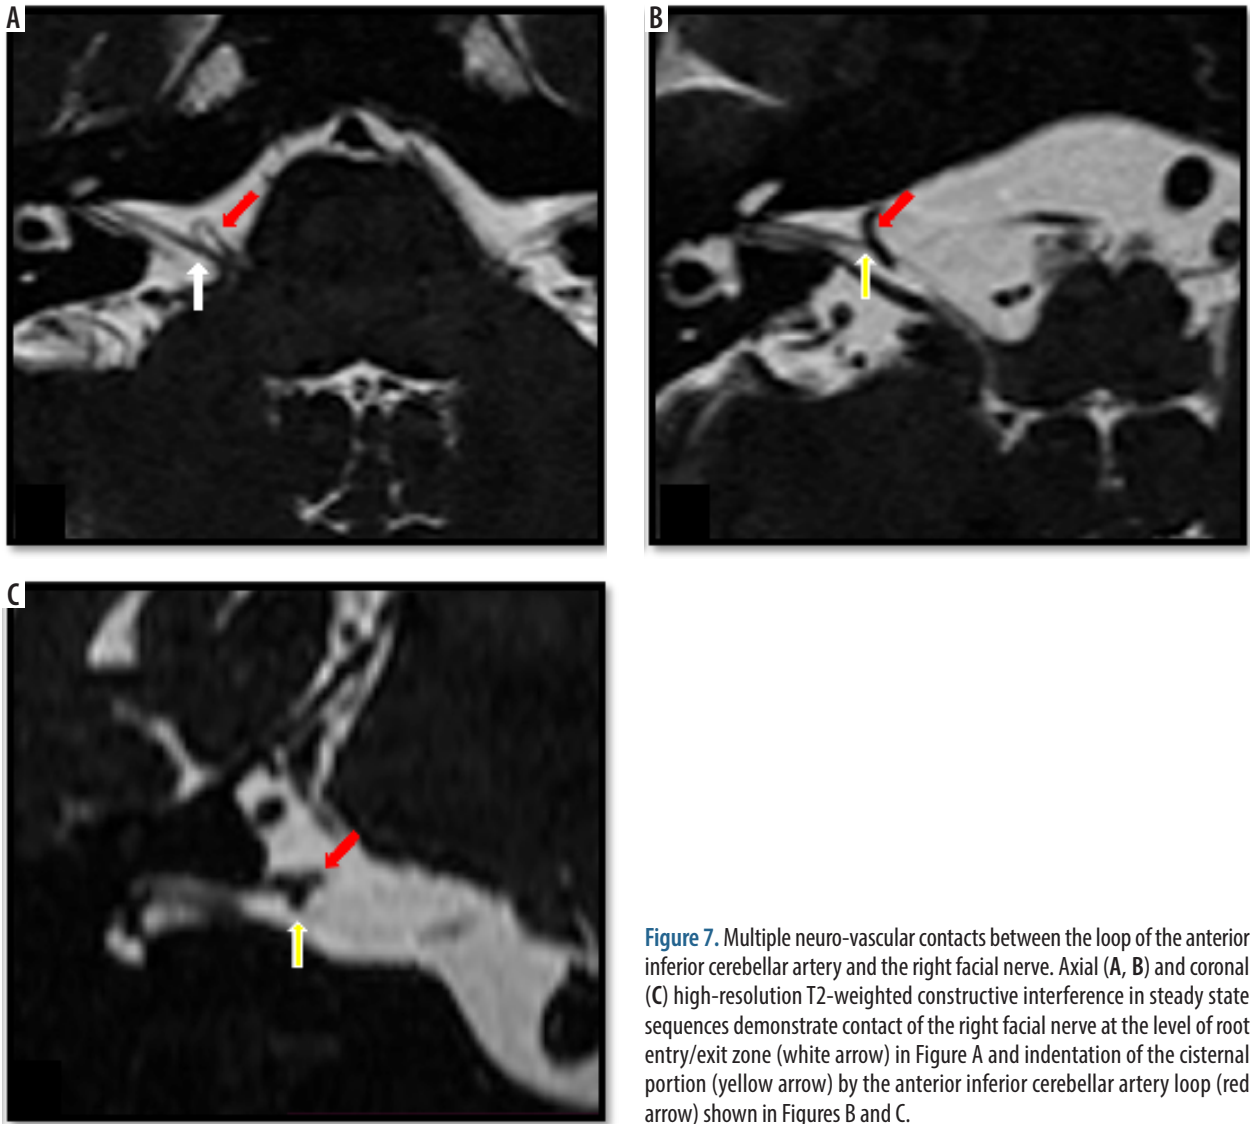 A
B
C
Figure 7. Multiple neuro-vascular contacts between the loop of the anterior
inferior cerebellar artery and the right facial nerve. Axial (A, B) and coronal
(C) high-resolution T2-weighted constructive interference in steady state
sequences demonstrate contact of the right facial nerve at the level of root
entry/exit zone (white arrow) in Figure A and indentation of the cisternal
portion (yellow arrow) by the anterior inferior cerebellar artery loop (red
arrow) shown in Figures B and C.